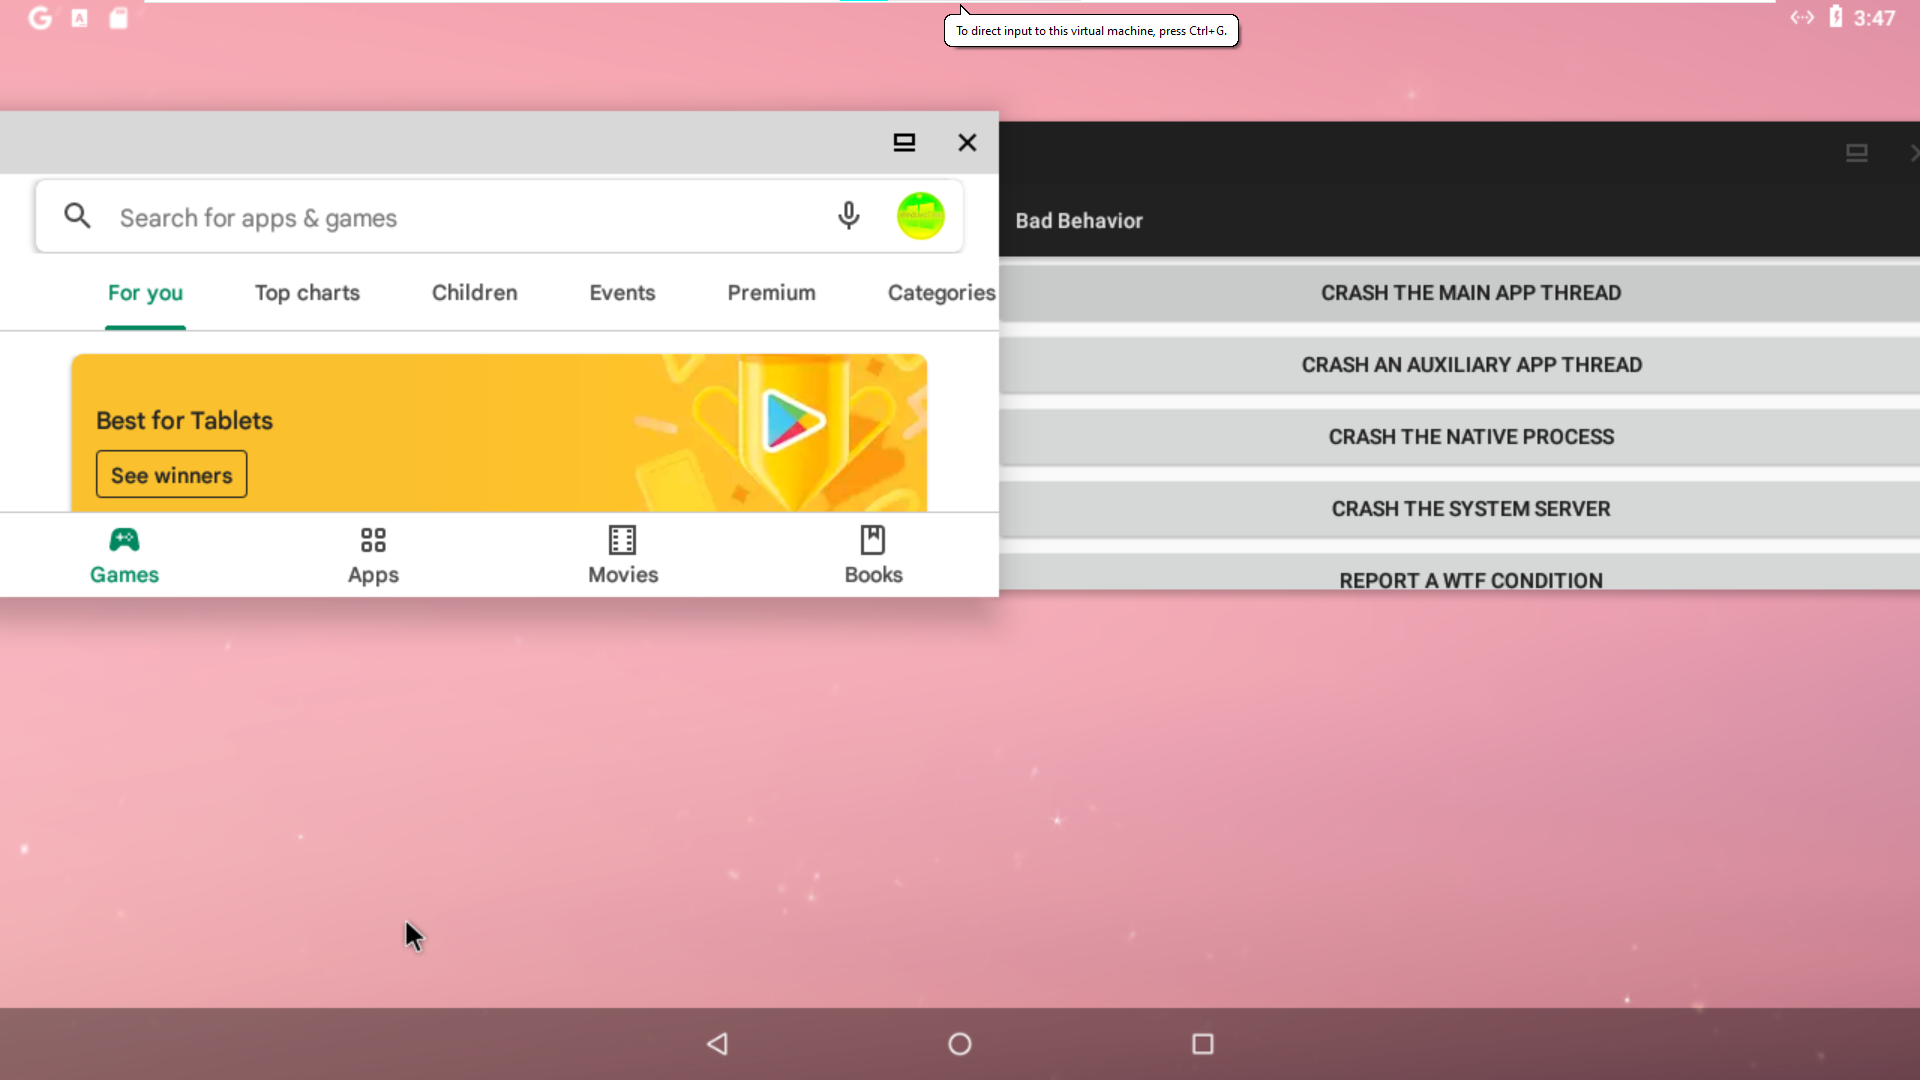 3:47
To direct input to this virtual machine, press Ctrl+G.
Search for apps & games
For you
Top charts
Children
Events
Premium
Categories
Best for Tablets
See winners
Games
Apps
Movies
Books
Bad Behavior
CRASH THE MAIN APP THREAD
CRASH AN AUXILIARY APP THREAD
CRASH THE NATIVE PROCESS
CRASH THE SYSTEM SERVER
REPORT A WTF CONDITION